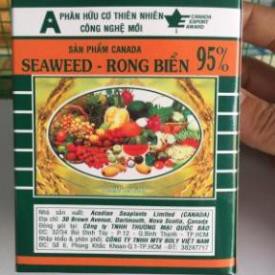 A
PHÂN HỮU CƠ THIÊN NHIÊN
CÔNG NGHỆ MỚI
CANADA
EXPORT
AWARD
SẢN PHẨM CANADA
SEAWEED - RONG BIỂN 95%
Nhà sản xuất: Acadian Seaplants Limited (CANADA)
Địa chỉ: 30 Brown Avenue, Dartmouth, Nova Scotia, Canada
Đóng gói tại: Công ty TNHH THƯƠNG MẠI QUỐC BẢO
ĐC: 32/34 Bùi Đình Túy - P.12 - Q.Bình Thạnh - TP.HCM
Nhập khẩu & phân phối: CÔNG TY TNHH MTV BOLY VIỆT NAM
ĐC: Số 6, Phùng Khắc Khoan-Q.1-TP.HCM - ĐT: 38247717